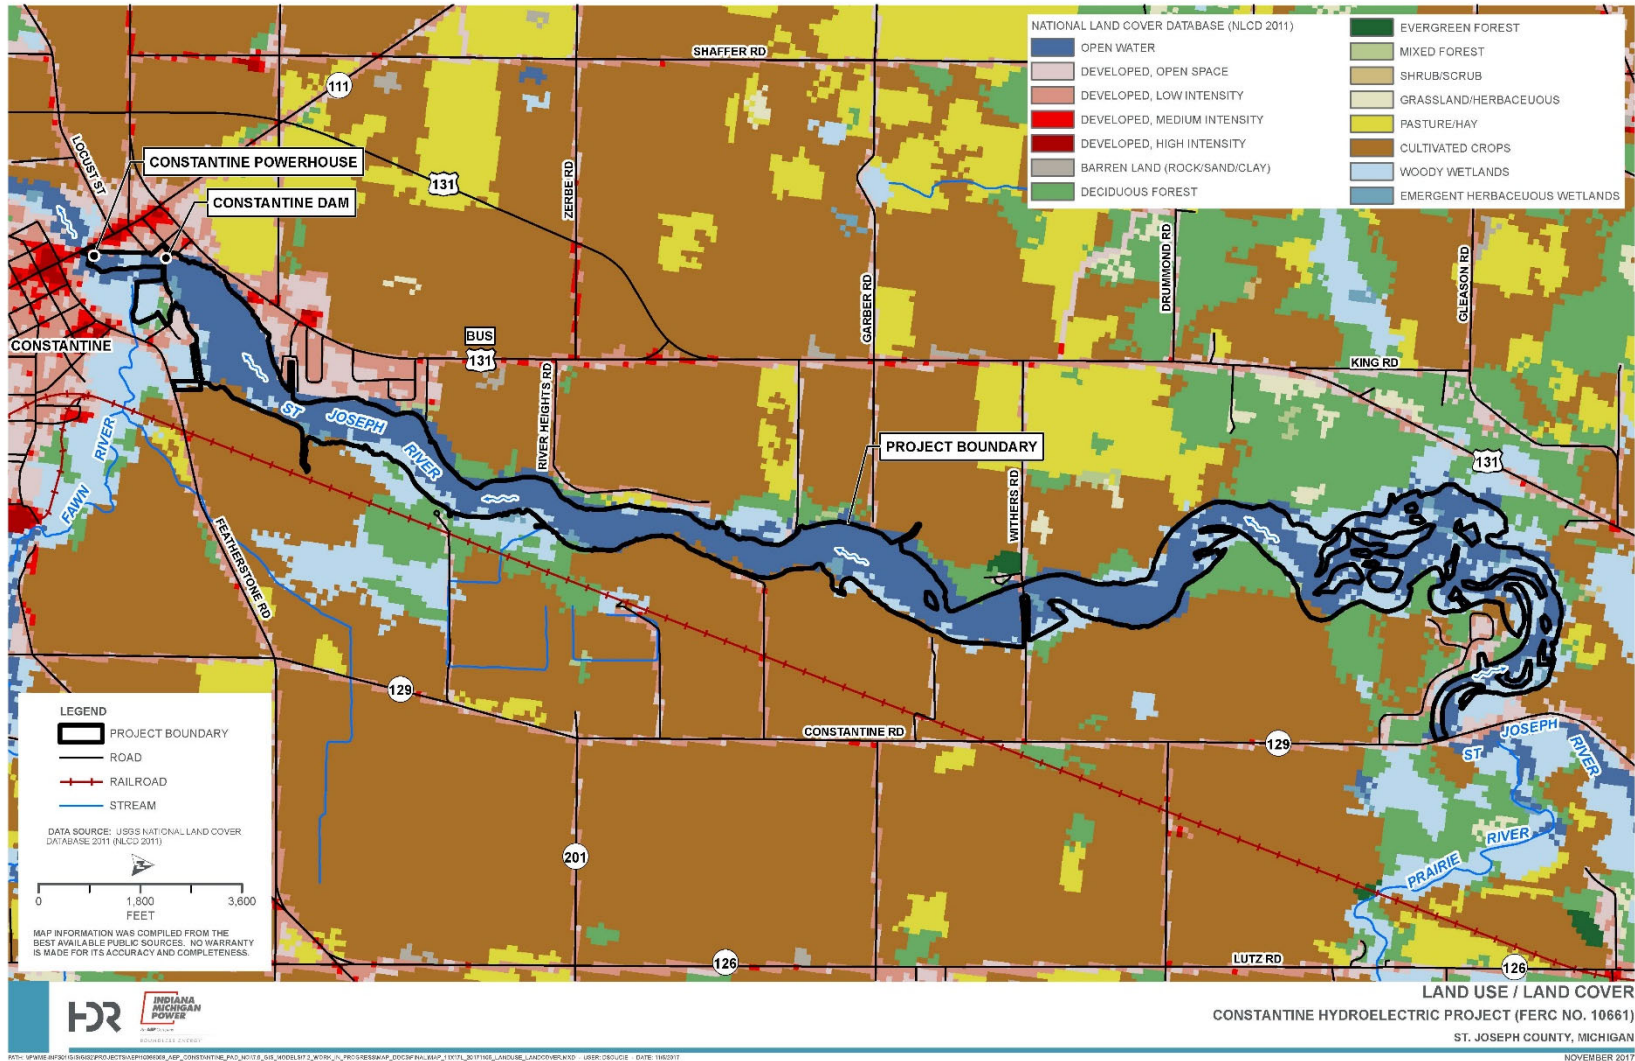 NATIONAL LAND COVER DATABASE (NLCD 2011)
OPEN WATER
DEVELOPED, OPEN SPACE
DEVELOPED, LOW INTENSITY
DEVELOPED, MEDIUM INTENSITY
DEVELOPED, HIGH INTENSITY
BARREN LAND (ROCK/SAND/CLAY)
DECIDUOUS FOREST
EVERGREEN FOREST
MIXED FOREST
SHRUB/SCRUB
GRASSLAND/HERBACEUOUS
PASTURE/HAY
CULTIVATED CROPS
WOODY WETLANDS
EMERGENT HERBACEUOUS WETLANDS
SHAFFER RD
111
LOCUST ST
CONSTANTINE POWERHOUSE
131
ZERBE RD
CONSTANTINE DAM
DRUMMOND RD
GLEASON RD
GARBER RD
CONSTANTINE
BUS
131
KING RD
RIVER HEIGHTS RD
ST JOSEPH RIVER
PROJECT BOUNDARY
131
WITHERS RD
FAWN RIVER
FEATHERSTONE RD
129
CONSTANTINE RD
129
ST JOSEPH RIVER
PRAIRIE RIVER
201
126
LUTZ RD
126
LEGEND
PROJECT BOUNDARY
ROAD
RAILROAD
STREAM
DATA SOURCE: USGS NATIONAL LAND COVER
DATABASE 2011 (NLCD 2011)
0 1,800 3,600
FEET
MAP INFORMATION WAS COMPILED FROM THE
BEST AVAILABLE PUBLIC SOURCES. NO WARRANTY
IS MADE FOR ITS ACCURACY AND COMPLETENESS.
HDR
INDIANA
MICHIGAN
POWER
BOUNDLESS ENERGY
LAND USE / LAND COVER
CONSTANTINE HYDROELECTRIC PROJECT (FERC NO. 10661)
ST. JOSEPH COUNTY, MICHIGAN
NOVEMBER 2017